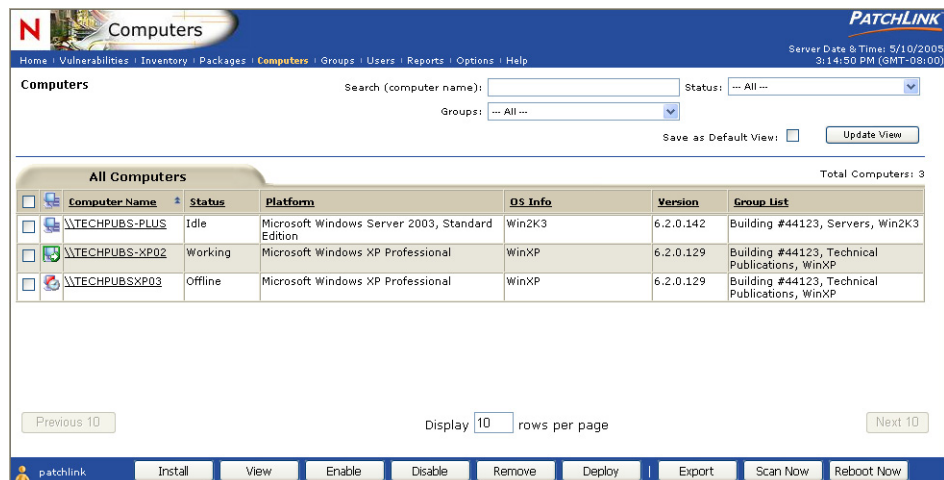 N Computers
PATCHLINK
Server Date & Time: 5/10/2005
3:14:50 PM (GMT-08:00)
Home Vulnerabilities Inventory Packages Computers Groups Users Reports Options Help
Computers
Search (computer name):
Status: --- All ---
Groups: --- All ---
Save as Default View:
Update View
All Computers
Total Computers: 3
Computer Name Status Platform OS Info Version Group List
\\TECHPUBS-PLUS Idle Microsoft Windows Server 2003, Standard Edition Win2K3 6.2.0.142 Building #44123, Servers, Win2K3
\\TECHPUBS-XP02 Working Microsoft Windows XP Professional WinXP 6.2.0.129 Building #44123, Technical Publications, WinXP
\\TECHPUBSXP03 Offline Microsoft Windows XP Professional WinXP 6.2.0.129 Building #44123, Technical Publications, WinXP
Previous 10
Display 10 rows per page
Next 10
patchlink Install View Enable Disable Remove Deploy | Export Scan Now Reboot Now